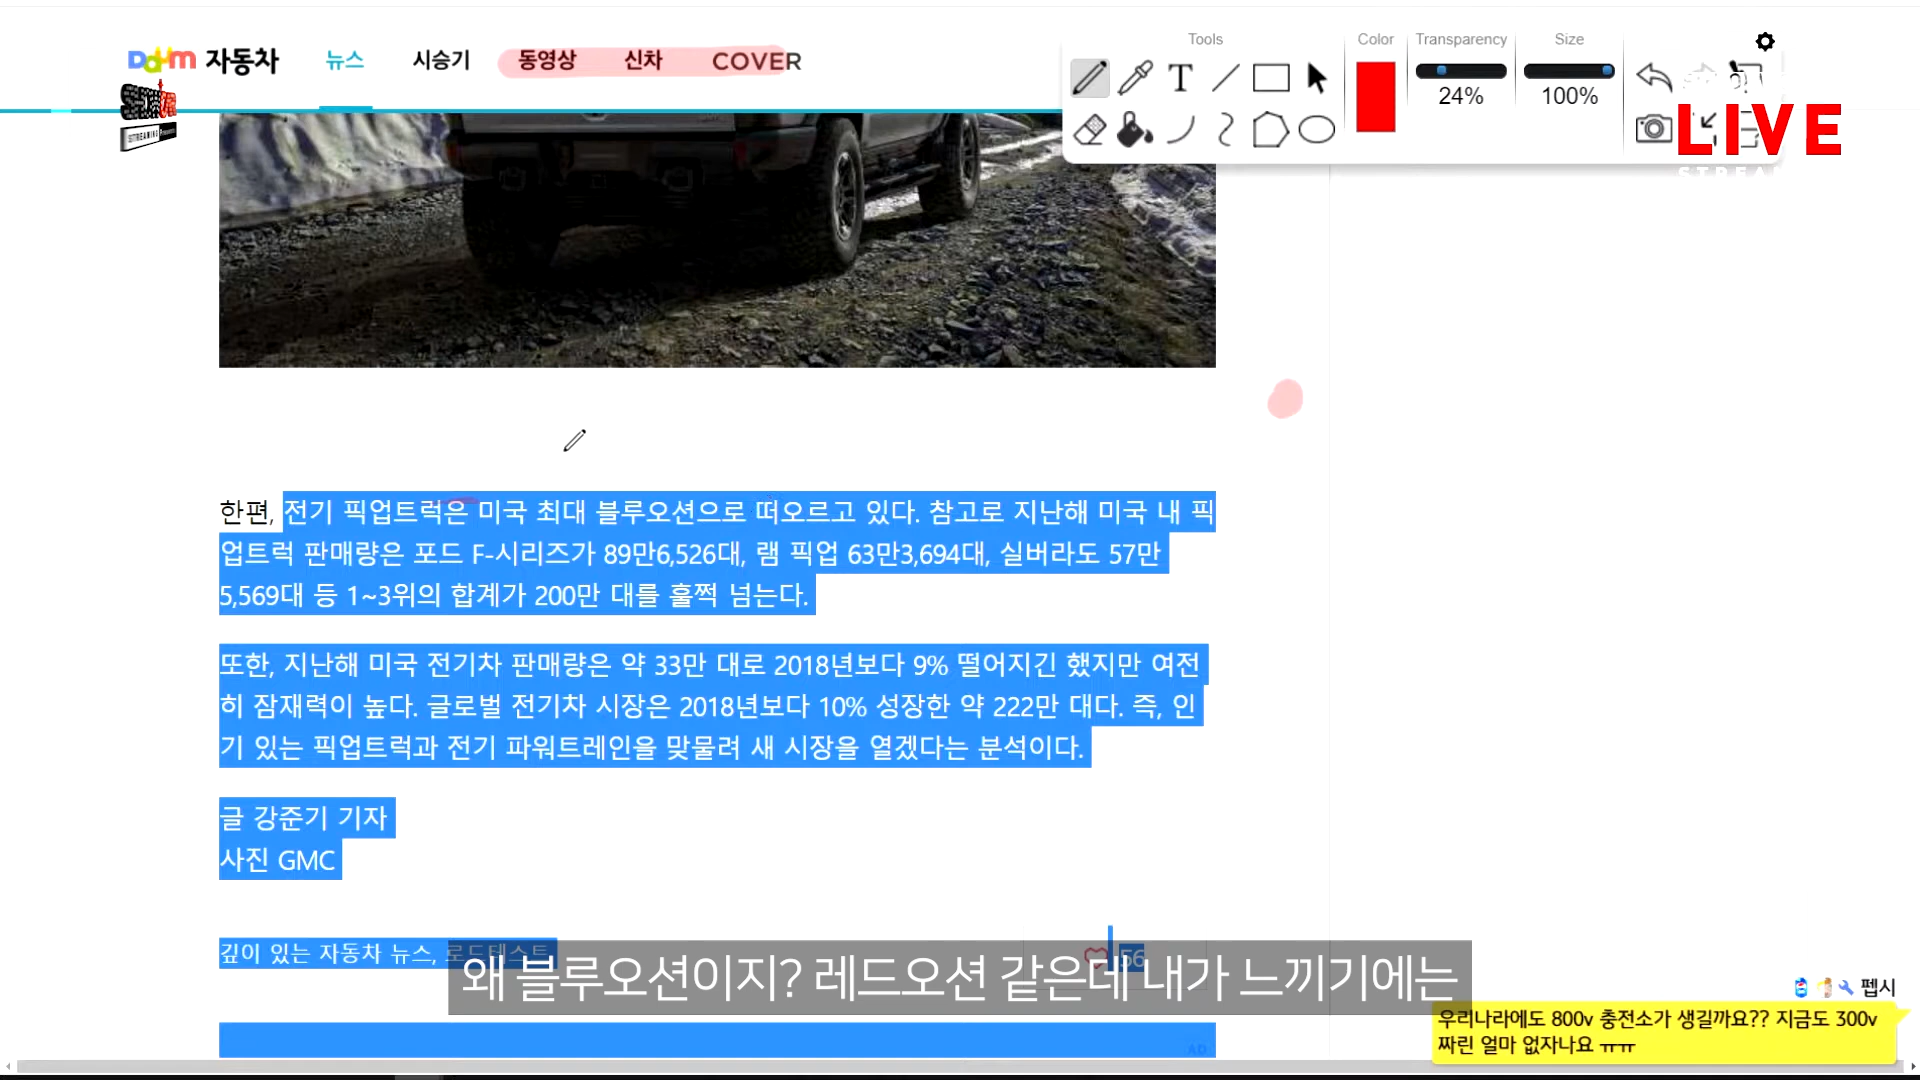 Daum 자동차 뉴스 시승기 동영상 신차 COVER
Tools Color Transparency Size
T
24% 100%
LIVE
한편, 전기 픽업트럭은 미국 최대 블루오션으로 떠오르고 있다. 참고로 지난해 미국 내 픽
업트럭 판매량은 포드 F-시리즈가 89만6,526대, 램 픽업 63만3,694대, 실버라도 57만
5,569대 등 1~3위의 합계가 200만 대를 훌쩍 넘는다.
또한, 지난해 미국 전기차 판매량은 약 33만 대로 2018년보다 9% 떨어지긴 했지만 여전
히 잠재력이 높다. 글로벌 전기차 시장은 2018년보다 10% 성장한 약 222만 대다. 즉, 인
기 있는 픽업트럭과 전기 파워트레인을 맞물려 새 시장을 열겠다는 분석이다.
글 강준기 기자
사진 GMC
깊이 있는 자동차 뉴스, 로드테스트
56
왜 블루오션이지? 레드오션 같은데 내가 느끼기에는
펩시
우리나라에도 800v 충전소가 생길까요?? 지금도 300v
짜린 얼마 없자나요 ㅠㅠ
AD